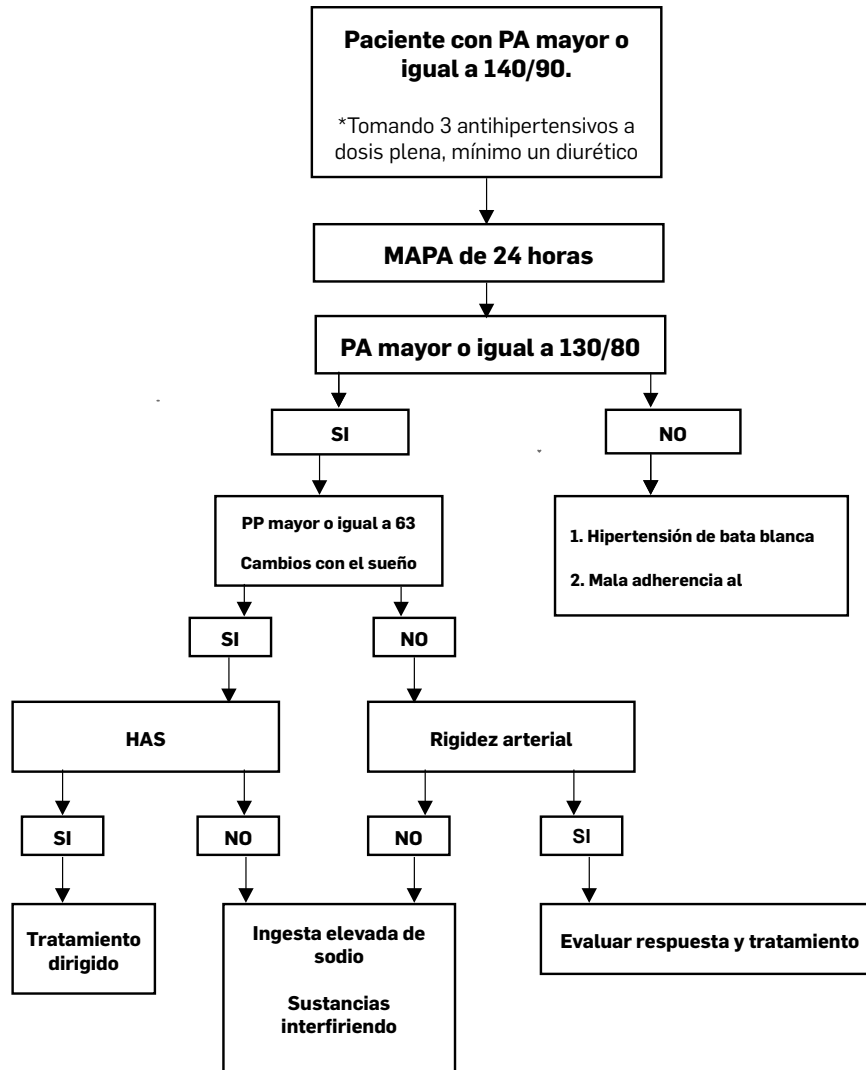 Paciente con PA mayor o
igual a 140/90.
*Tomando 3 antihipertensivos a
dosis plena, mínimo un diurético
MAPA de 24 horas
PA mayor o igual a 130/80
SI
NO
PP mayor o igual a 63
Cambios con el sueño
1. Hipertensión de bata blanca
2. Mala adherencia al
SI
NO
HAS
Rigidez arterial
SI
NO
NO
SI
Tratamiento
dirigido
Ingesta elevada de
sodio
Sustancias
interfiriendo
Evaluar respuesta y tratamiento